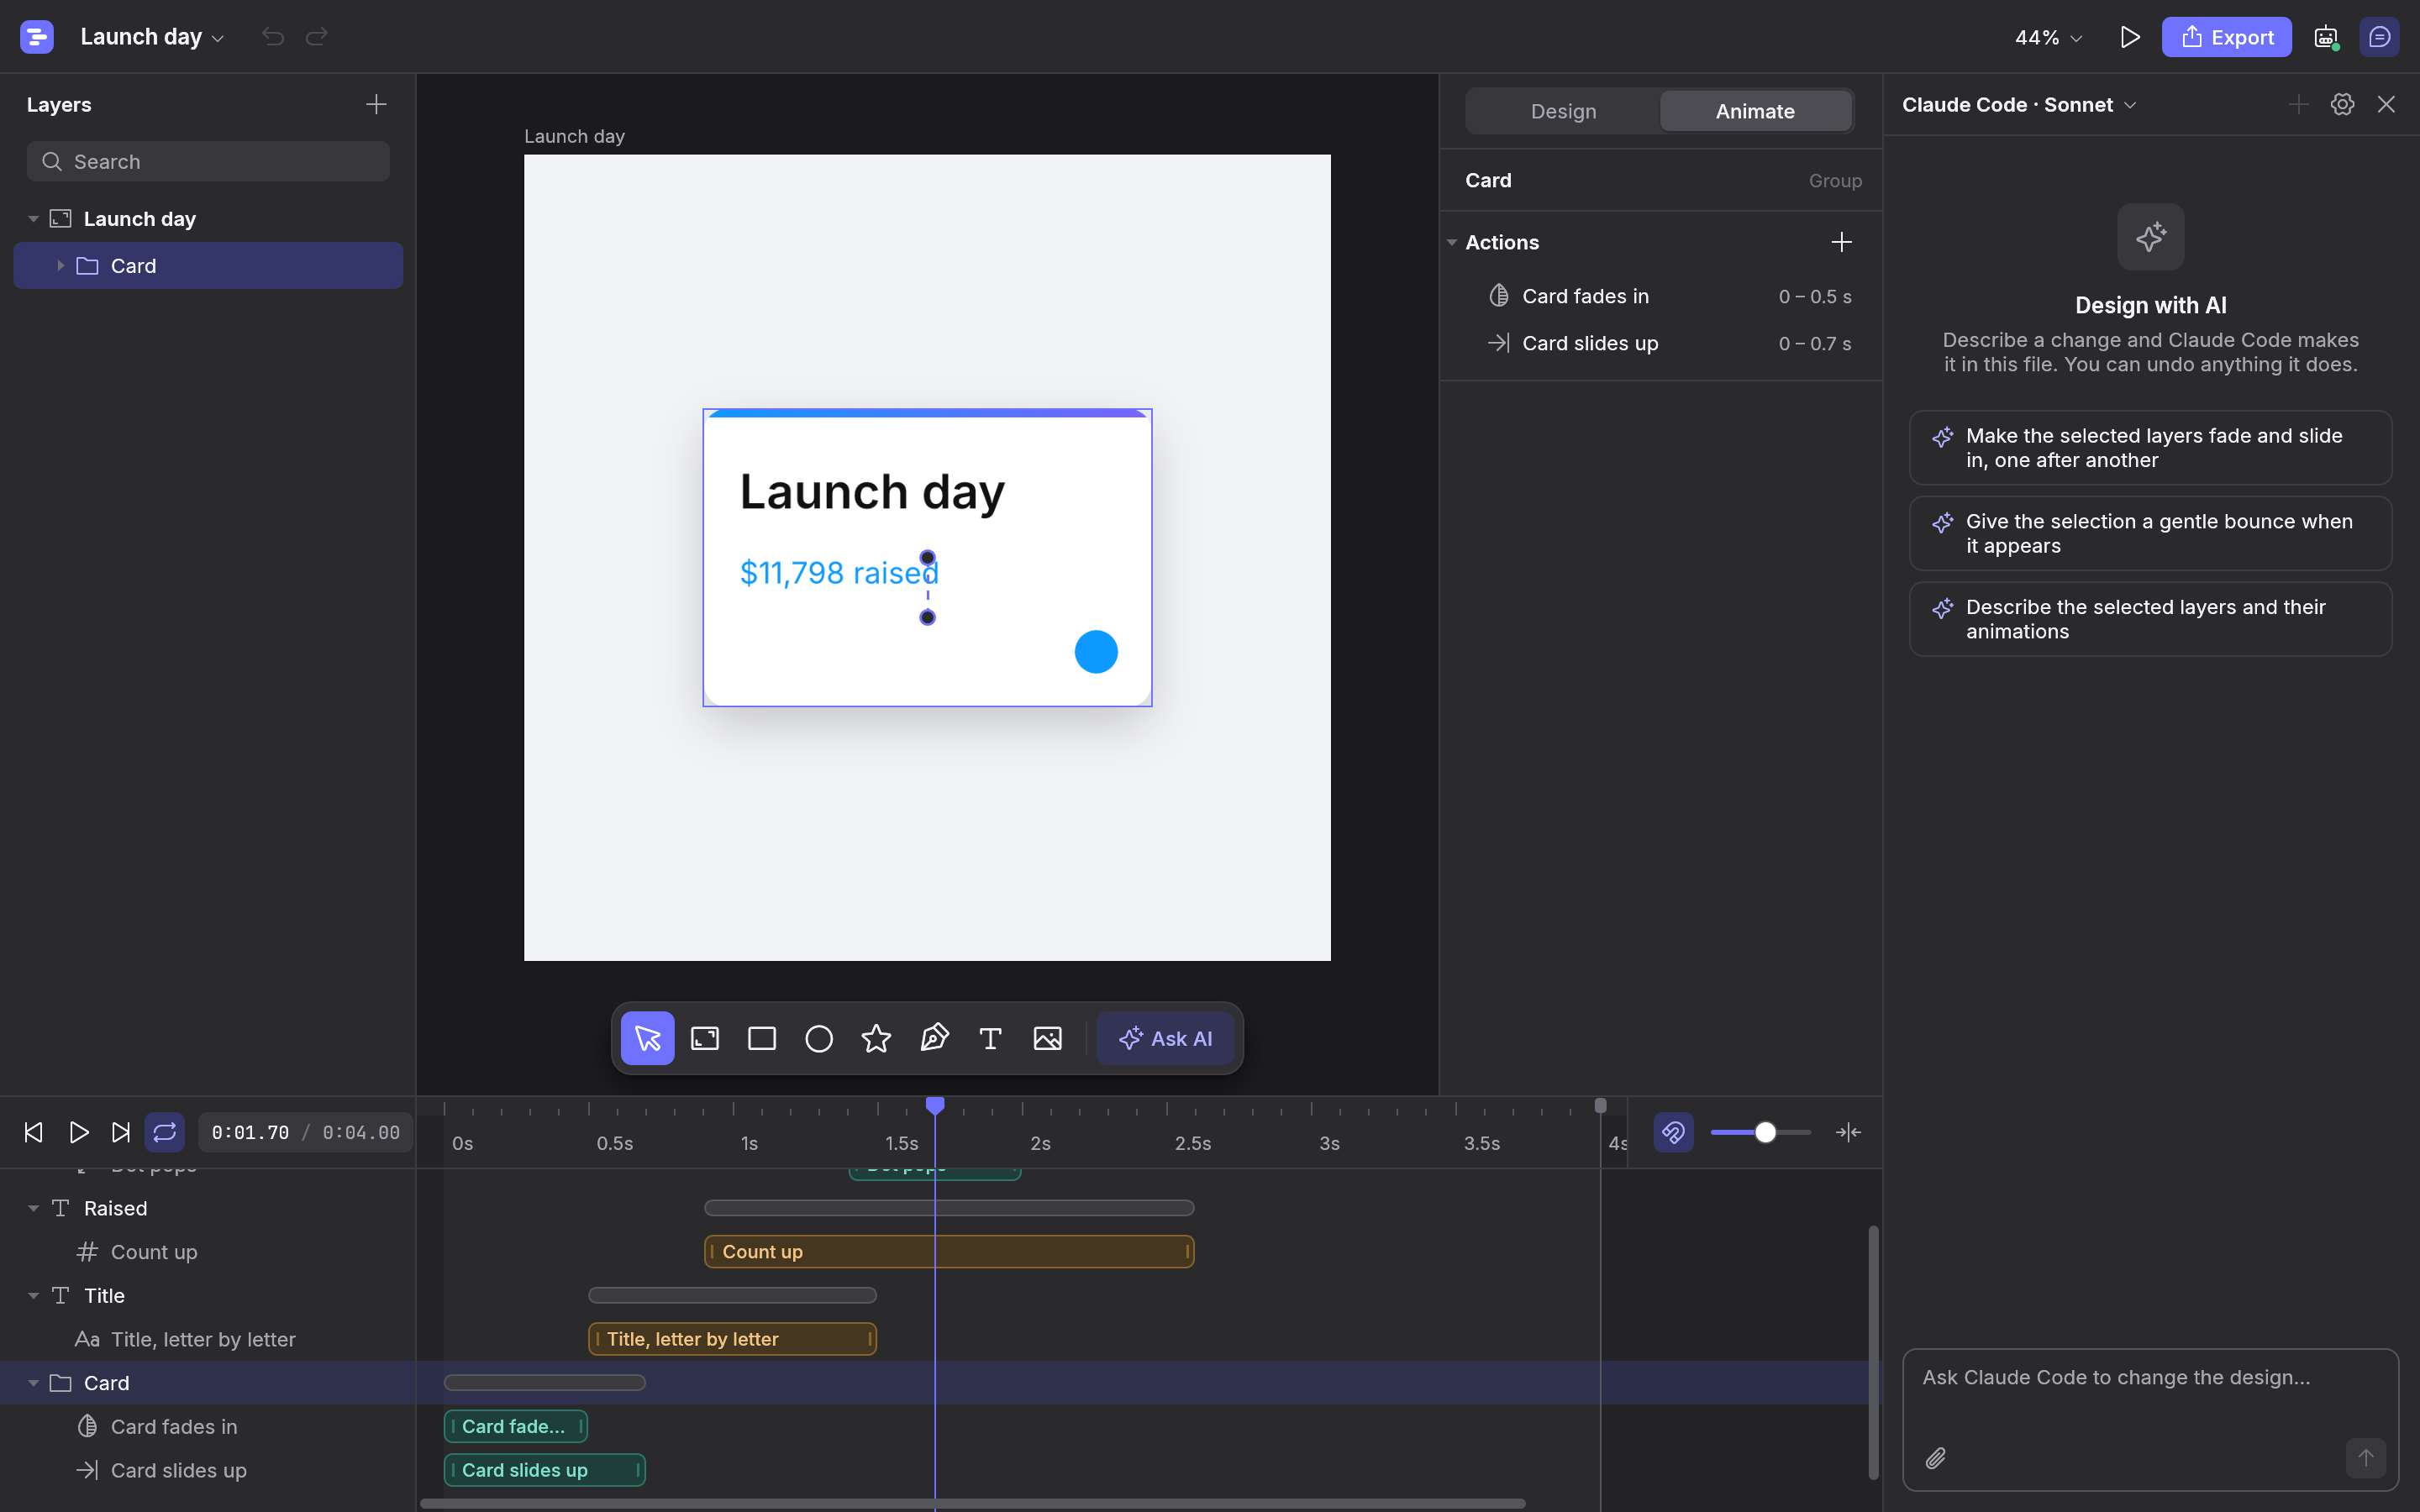 Launch day
44%
Export
Layers
Search
Launch day
Card
Launch day
Launch day
$11,798 raised
Ask AI
Design
Animate
Card
Group
Actions
Card fades in
0 – 0.5 s
Card slides up
0 – 0.7 s
Claude Code · Sonnet
Design with AI
Describe a change and Claude Code makes
it in this file. You can undo anything it does.
Make the selected layers fade and slide
in, one after another
Give the selection a gentle bounce when
it appears
Describe the selected layers and their
animations
Ask Claude Code to change the design...
0:01.70 / 0:04.00
0s
0.5s
1s
1.5s
2s
2.5s
3s
3.5s
4s
Dot pops
Dot pops
Raised
Count up
Count up
Title
Aa Title, letter by letter
Title, letter by letter
Card
Card fades in
Card fade...
Card slides up
Card slides up